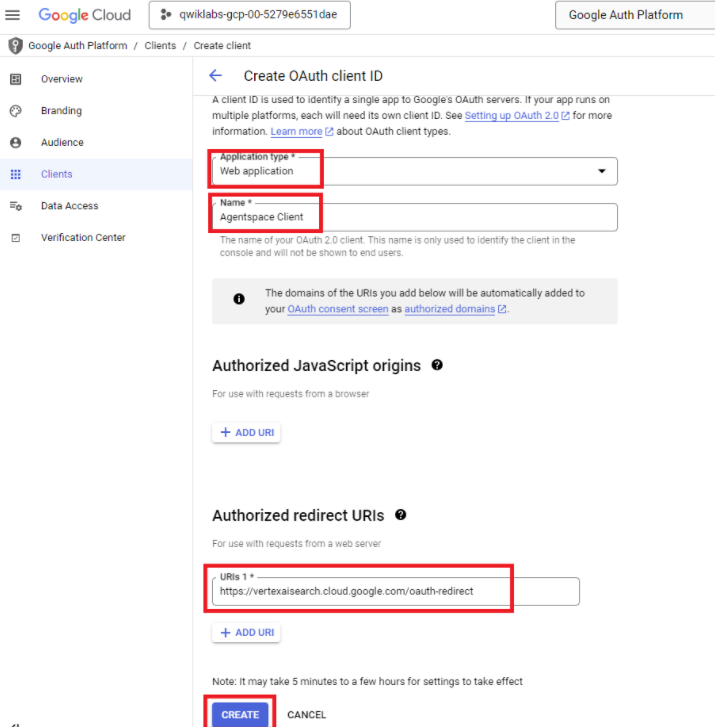 Google Cloud
qwiklabs-gcp-00-5279e6551dae
Google Auth Platform
Google Auth Platform / Clients / Create client
Overview
Branding
Audience
Clients
Data Access
Verification Center
Create OAuth client ID
A client ID is used to identify a single app to Google's OAuth servers. If your app runs on
multiple platforms, each will need its own client ID. See Setting up OAuth 2.0 for more
information. Learn more about OAuth client types.
Application type *
Web application
Name *
Agentspace Client
The name of your OAuth 2.0 client. This name is only used to identify the client in the
console and will not be shown to end users.
The domains of the URIs you add below will be automatically added to
your OAuth consent screen as authorized domains.
Authorized JavaScript origins
For use with requests from a browser
+ ADD URI
Authorized redirect URIs
For use with requests from a web server
URIs 1 *
https://vertexaisearch.cloud.google.com/oauth-redirect
+ ADD URI
Note: It may take 5 minutes to a few hours for settings to take effect
CREATE
CANCEL